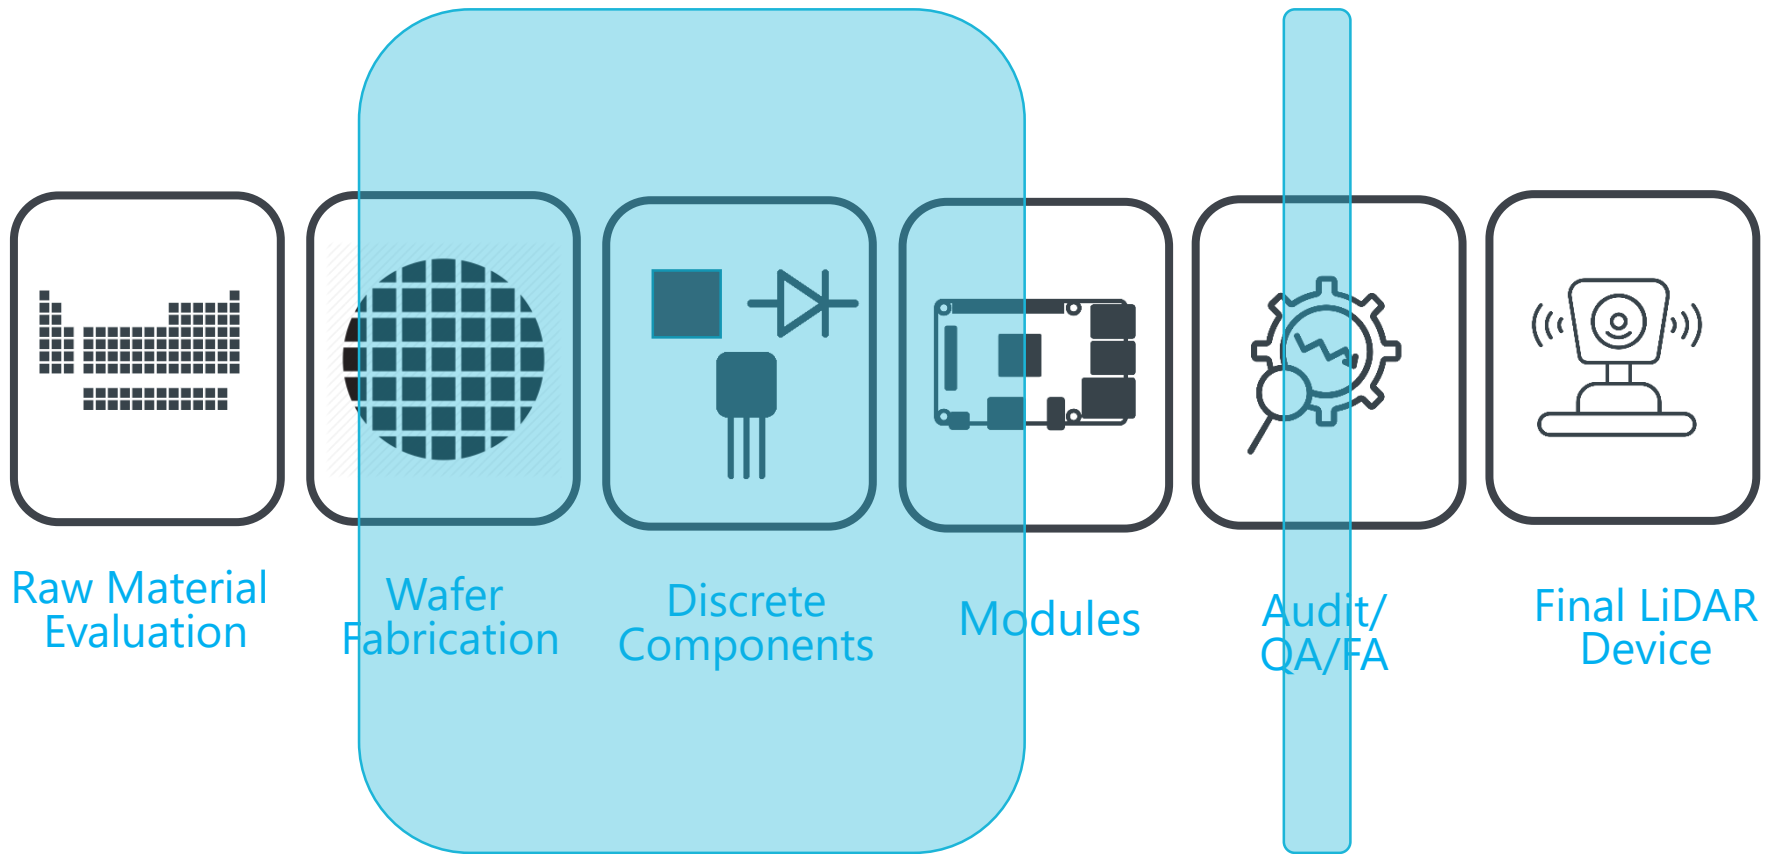 Raw Material
Evaluation
Wafer
Fabrication
Discrete
Components
Modules
Audit/
QA/FA
Final LiDAR
Device